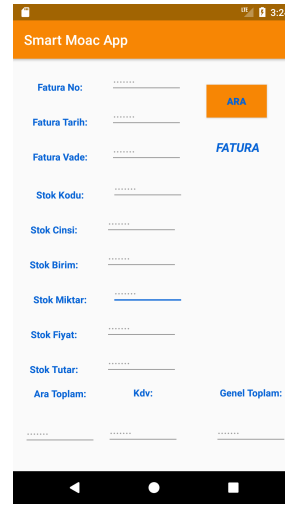 LTE 3:2
Smart Moac App
Fatura No: .......
ARA
Fatura Tarih: .......
Fatura Vade: .......
FATURA
Stok Kodu: .......
Stok Cinsi: .......
Stok Birim: .......
Stok Miktar: .......
Stok Fiyat: .......
Stok Tutar: .......
Ara Toplam: Kdv: Genel Toplam:
....... ....... .......